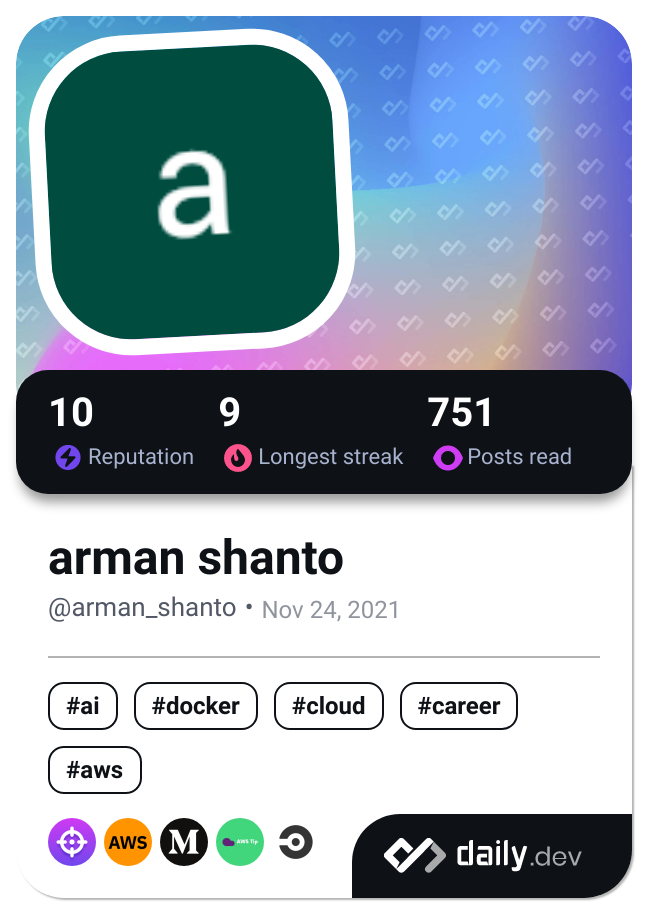 a
10 9 751
Reputation Longest streak Posts read
arman shanto
@arman_shanto • Nov 24, 2021
#ai #docker #cloud #career
#aws
AWS M AWS Tip
daily.dev